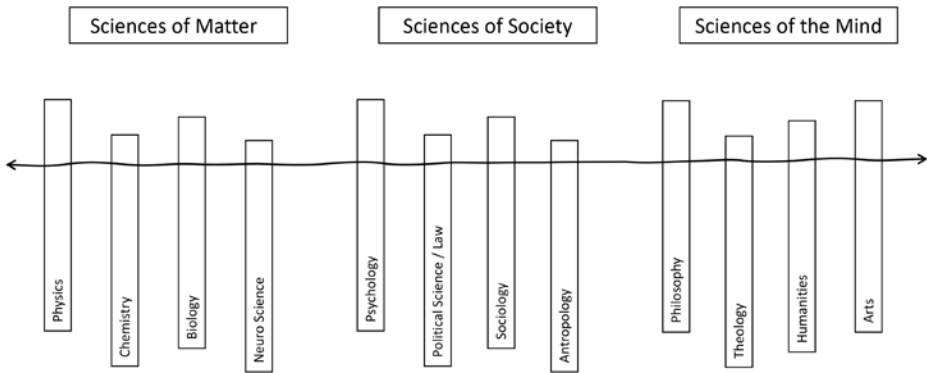 Sciences of Matter
Sciences of Society
Sciences of the Mind
Physics
Chemistry
Biology
Neuro Science
Psychology
Political Science / Law
Sociology
Antropology
Philosophy
Theology
Humanities
Arts